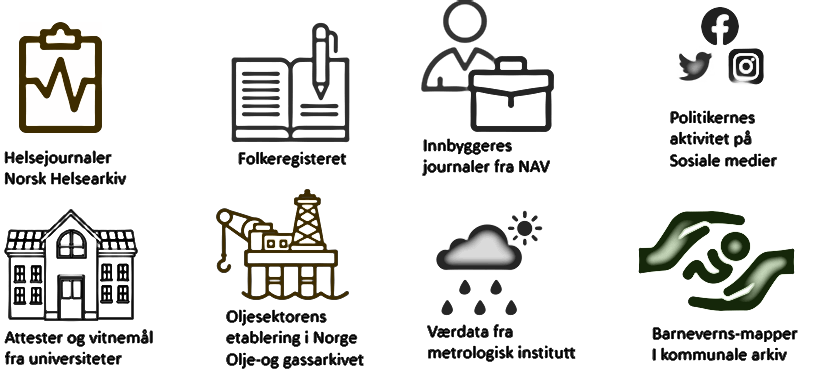 Helsejournaler
Norsk Helsearkiv
Folkeregisteret
Innbyggeres
journaler fra NAV
Politikernes
aktivitet på
Sosiale medier
Attester og vitnemål
fra universiteter
Oljesektorens
etablering i Norge
Olje-og gassarkivet
Værdata fra
metrologisk institutt
Barneverns-mapper
I kommunale arkiv